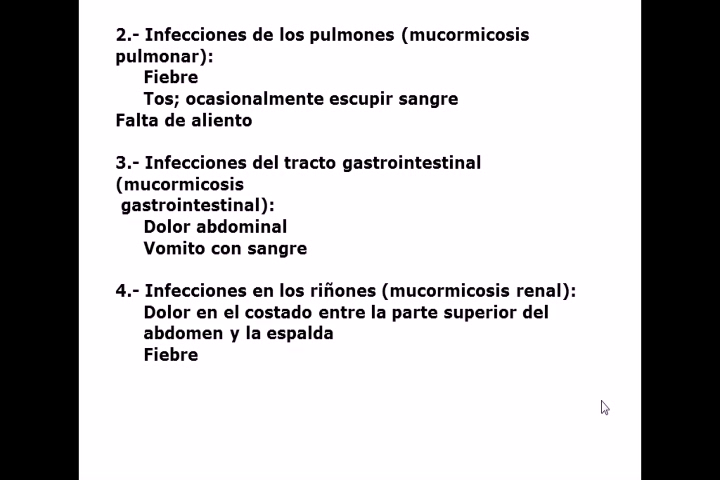 2.- Infecciones de los pulmones (mucormicosis
pulmonar):
Fiebre
Tos; ocasionalmente escupir sangre
Falta de aliento
3.- Infecciones del tracto gastrointestinal
(mucormicosis
gastrointestinal):
Dolor abdominal
Vomito con sangre
4.- Infecciones en los riñones (mucormicosis renal):
Dolor en el costado entre la parte superior del
abdomen y la espalda
Fiebre